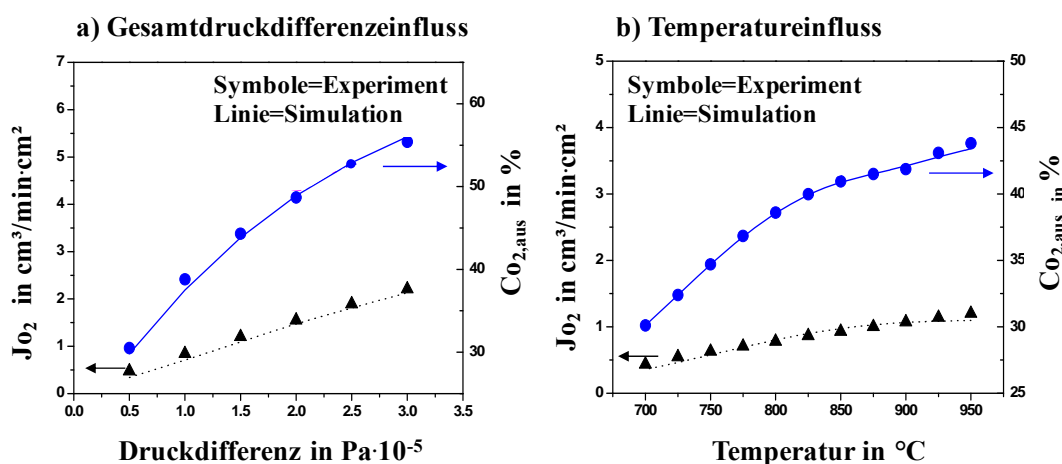 a) Gesamtdruckdifferenzeinfluss
Symbole=Experiment
Linie=Simulation
Jo₂ in cm³/min·cm²
7
6
5
4
3
2
1
0
60
50
40
30
Co₂,aus in %
0.0 0.5 1.0 1.5 2.0 2.5 3.0 3.5
Druckdifferenz in Pa·10⁻⁵
b) Temperatureinfluss
Symbole=Experiment
Linie=Simulation
Jo₂ in cm³/min·cm²
5
4
3
2
1
0
50
45
40
35
30
25
Co₂,aus in %
700 750 800 850 900 950
Temperatur in °C